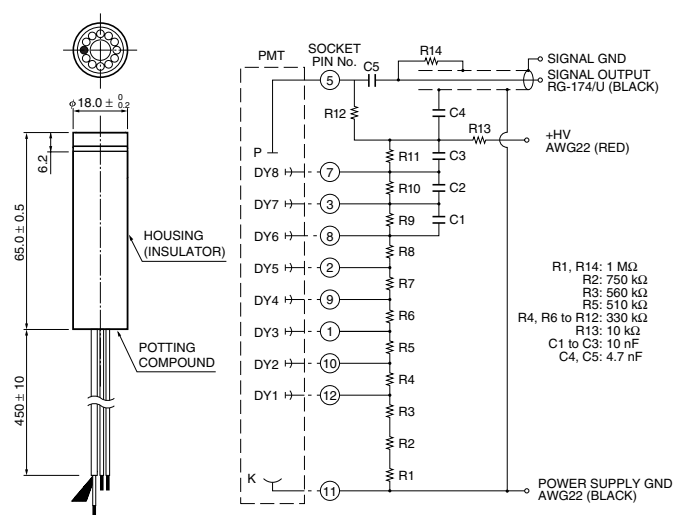 φ18.0 ± 0 0.2
6.2
65.0 ± 0.5
450 ± 10
HOUSING
(INSULATOR)
POTTING
COMPOUND
PMT
SOCKET
PIN No.
5
C5
R14
SIGNAL GND
SIGNAL OUTPUT
RG-174/U (BLACK)
R12
C4
R13
+HV
AWG22 (RED)
P
R11
C3
DY8
7
R10
C2
DY7
3
R9
C1
DY6
8
R8
DY5
2
R7
DY4
9
R6
DY3
1
R5
DY2
10
R4
DY1
12
R3
R2
R1
K
11
POWER SUPPLY GND
AWG22 (BLACK)
R1, R14: 1 MΩ
R2: 750 kΩ
R3: 560 kΩ
R5: 510 kΩ
R4, R6 to R12: 330 kΩ
R13: 10 kΩ
C1 to C3: 10 nF
C4, C5: 4.7 nF